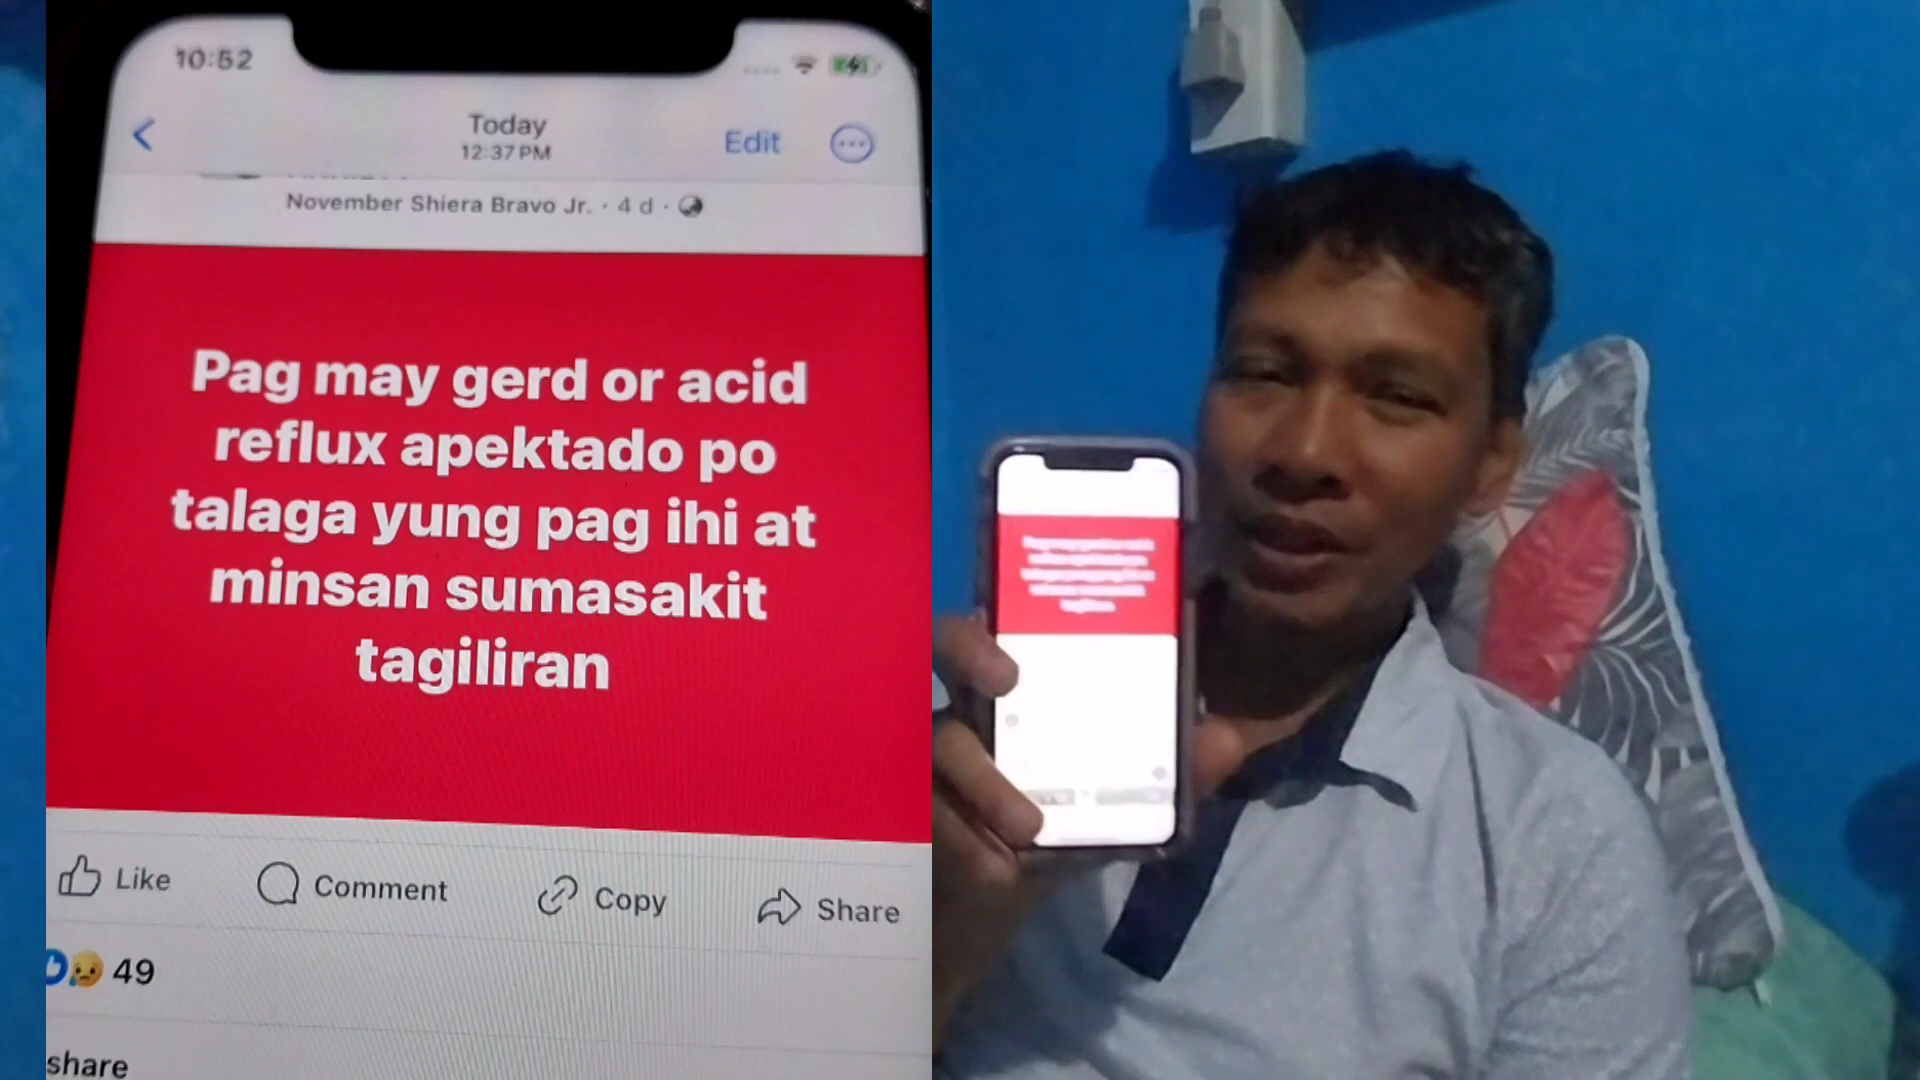 10:52
Today
12:37 PM
Edit
November Shiera Bravo Jr. · 4 d ·
Pag may gerd or acid
reflux apektado po
talaga yung pag ihi at
minsan sumasakit
tagiliran
Like
Comment
Copy
Share
49
share